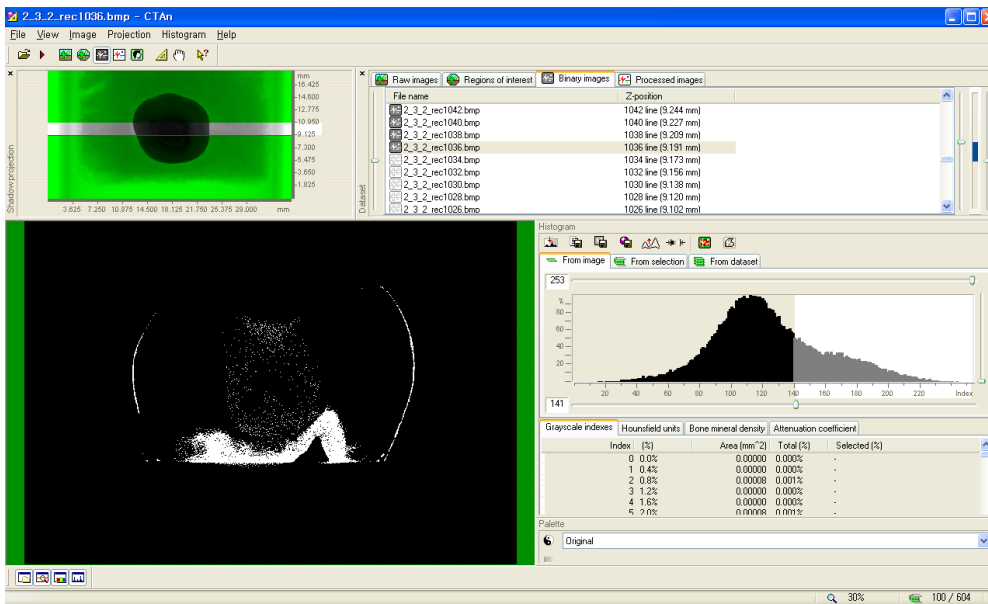 2_3_2_rec1036.bmp - CTAn
File View Image Projection Histogram Help
mm
16.425
14.600
12.775
10.950
9.125
7.300
5.475
3.650
1.825
3.625 7.250 10.875 14.500 18.125 21.750 25.375 29.000 mm
Shadow projection
Dataset
Raw images Regions of interest Binary images Processed images
File name Z-position
2_3_2_rec1042.bmp 1042 line (9.244 mm)
2_3_2_rec1040.bmp 1040 line (9.227 mm)
2_3_2_rec1038.bmp 1038 line (9.209 mm)
2_3_2_rec1036.bmp 1036 line (9.191 mm)
2_3_2_rec1034.bmp 1034 line (9.173 mm)
2_3_2_rec1032.bmp 1032 line (9.156 mm)
2_3_2_rec1030.bmp 1030 line (9.138 mm)
2_3_2_rec1028.bmp 1028 line (9.120 mm)
2_3_2_rec1026.bmp 1026 line (9.102 mm)
Histogram
From image From selection From dataset
253
%
80
60
40
20
20 40 60 80 100 120 140 160 180 200 220 Index
141
Grayscale indexes Hounsfield units Bone mineral density Attenuation coefficient
Index (%) Area (mm^2) Total (%) Selected (%)
0 0.0% 0.00000 0.000% -
1 0.4% 0.00000 0.000% -
2 0.8% 0.00008 0.001% -
3 1.2% 0.00000 0.000% -
4 1.6% 0.00000 0.000% -
5 2.0% 0.00008 0.001% -
Palette
Original
30% 100 / 604